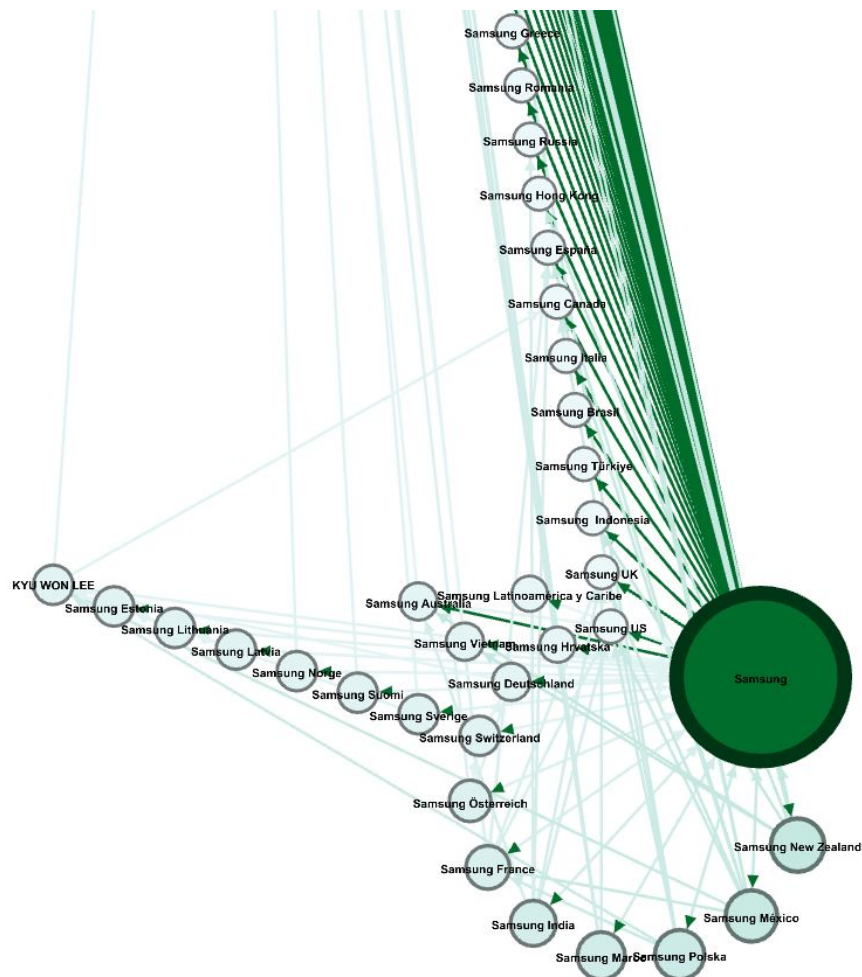 Samsung Greece
Samsung Romania
Samsung Russia
Samsung Hong Kong
Samsung España
Samsung Canada
Samsung Italia
Samsung Brasil
Samsung Türkiye
Samsung Indonesia
Samsung UK
KYU WON LEE
Samsung Latinoamérica y Caribe
Samsung Australia
Samsung Estonia
Samsung US
Samsung Lithuania
Samsung Vietnam
Samsung Hrvatska
Samsung Latvia
Samsung Norge
Samsung Deutschland
Samsung
Samsung Suomi
Samsung Sverige
Samsung Switzerland
Samsung Österreich
Samsung New Zealand
Samsung France
Samsung México
Samsung India
Samsung Maroc
Samsung Polska